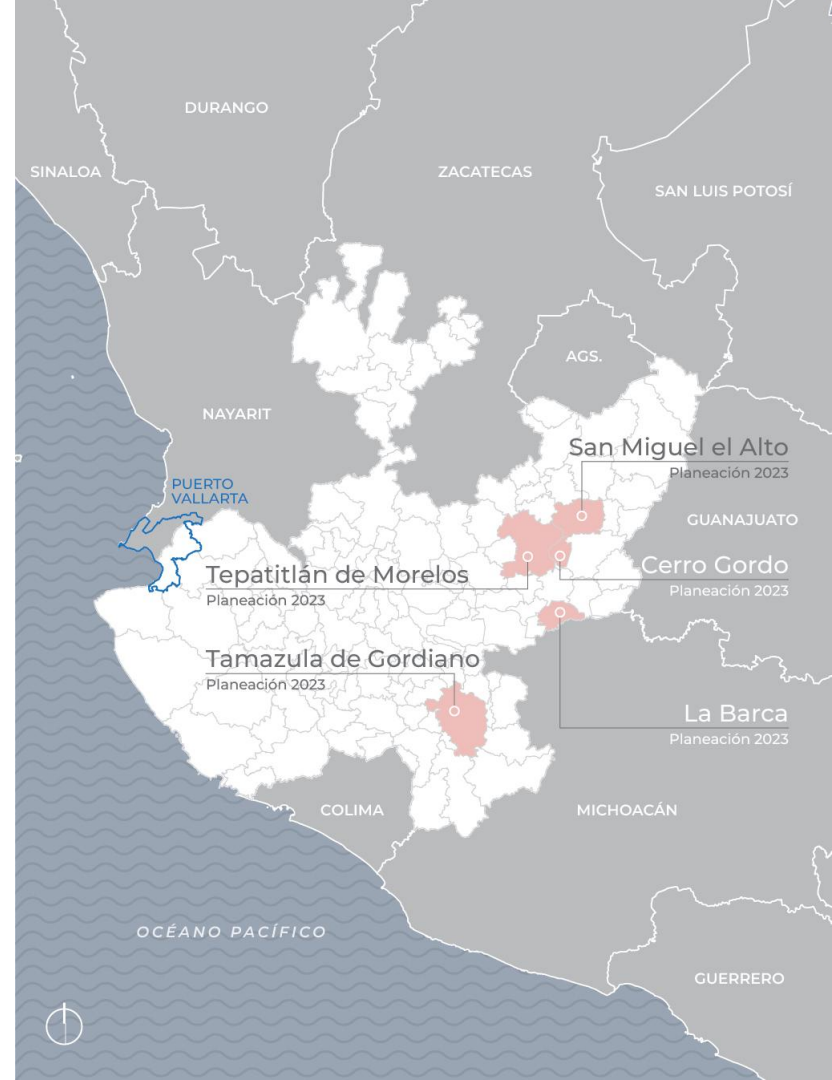 DURANGO
SINALOA
ZACATECAS
SAN LUIS POTOSÍ
AGS.
NAYARIT
San Miguel el Alto
Planeación 2023
PUERTO
VALLARTA
GUANAJUATO
Tepatitlán de Morelos
Planeación 2023
Cerro Gordo
Planeación 2023
Tamazula de Gordiano
Planeación 2023
La Barca
Planeación 2023
COLIMA
MICHOACÁN
OCÉANO PACÍFICO
GUERRERO